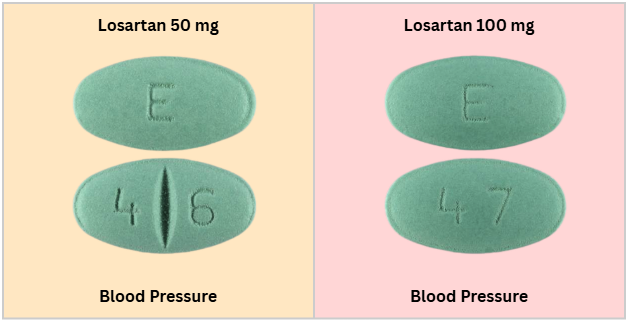 Losartan 50 mg
E
4 6
Blood Pressure
Losartan 100 mg
E
4 7
Blood Pressure